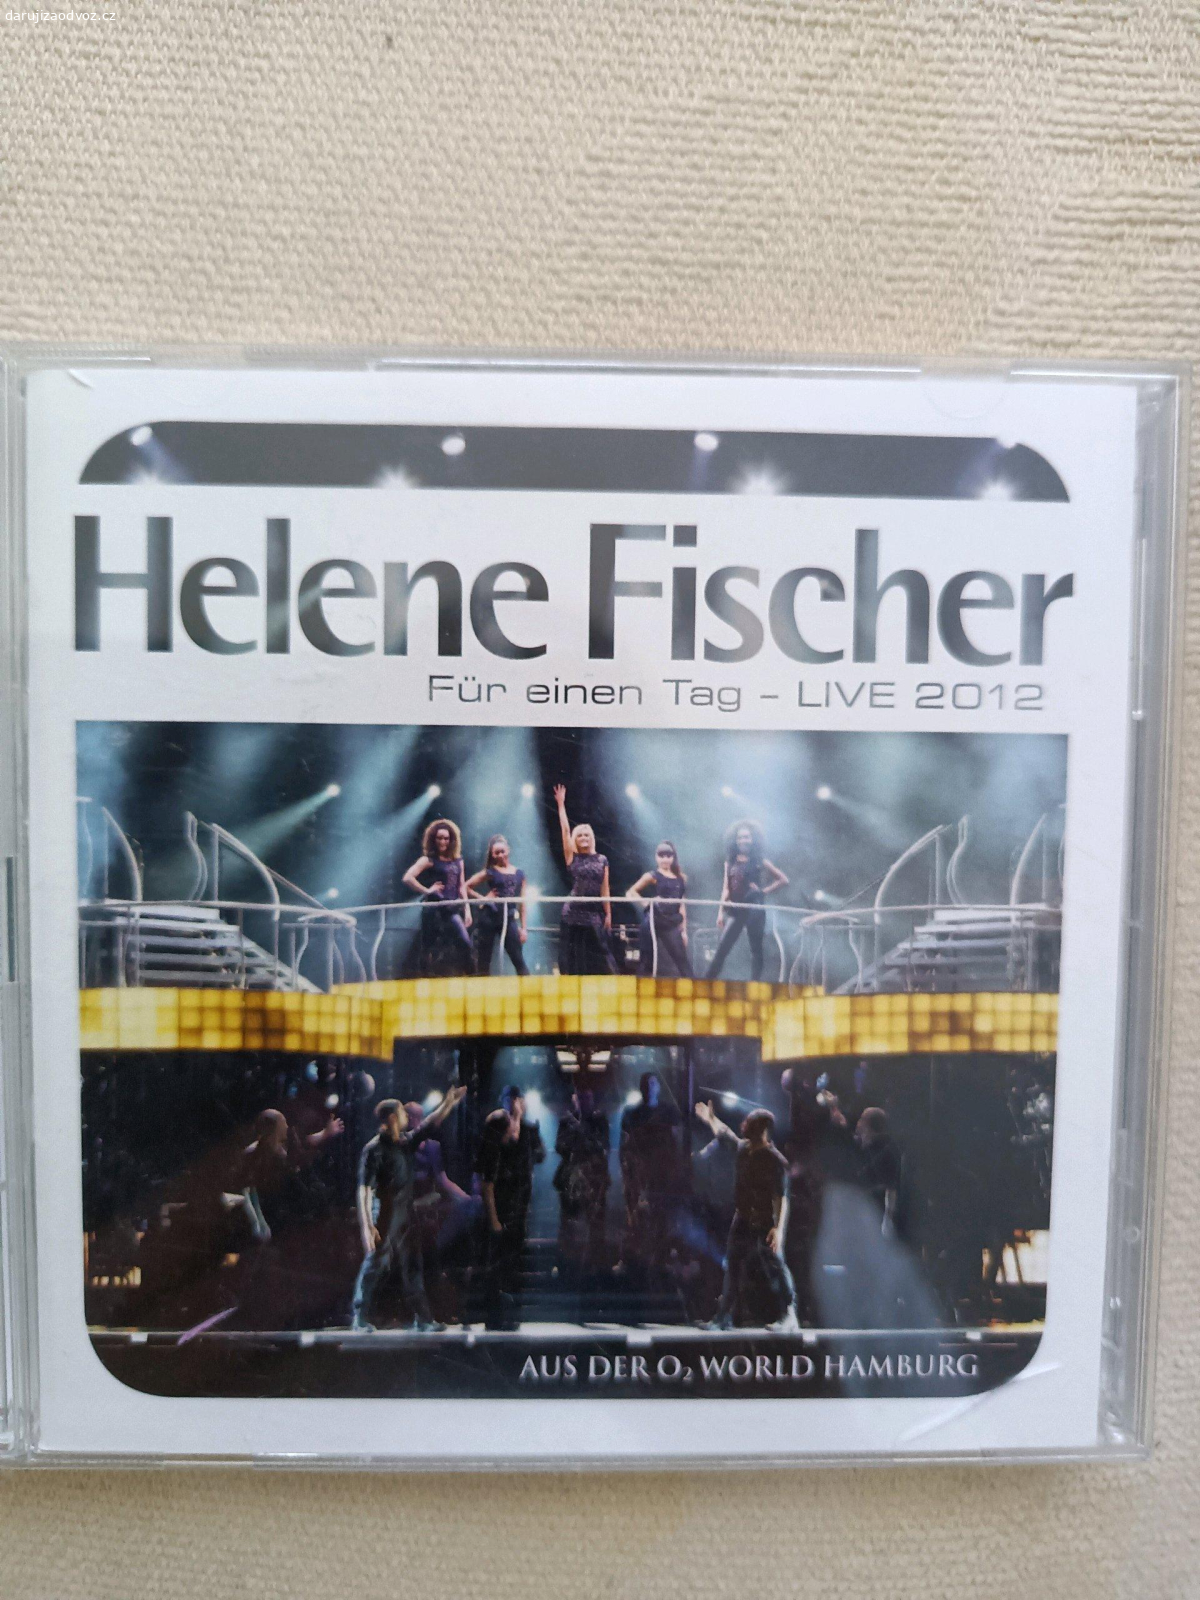 darujizaodvoz.cz
Helene Fischer
Für einen Tag – LIVE 2012
AUS DER O₂ WORLD HAMBURG